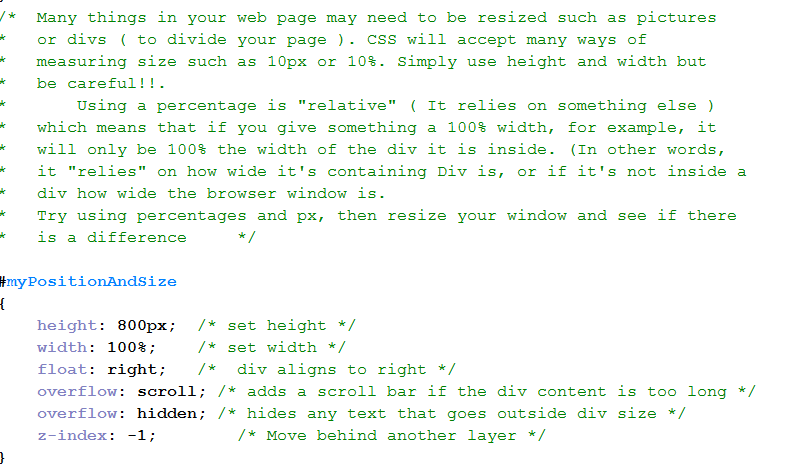 /*  Many things in your web page may need to be resized such as pictures
*   or divs ( to divide your page ). CSS will accept many ways of
*   measuring size such as 10px or 10%. Simply use height and width but
*   be careful!!.
*       Using a percentage is "relative" ( It relies on something else )
*   which means that if you give something a 100% width, for example, it
*   will only be 100% the width of the div it is inside. (In other words,
*   it "relies" on how wide it's containing Div is, or if it's not inside a
*   div how wide the browser window is.
*   Try using percentages and px, then resize your window and see if there
*   is a difference     */
#myPositionAndSize
{
    height: 800px;  /* set height */
    width: 100%;    /* set width */
    float: right;   /*  div aligns to right */
    overflow: scroll; /* adds a scroll bar if the div content is too long */
    overflow: hidden; /* hides any text that goes outside div size */
    z-index: -1;        /* Move behind another layer */
}